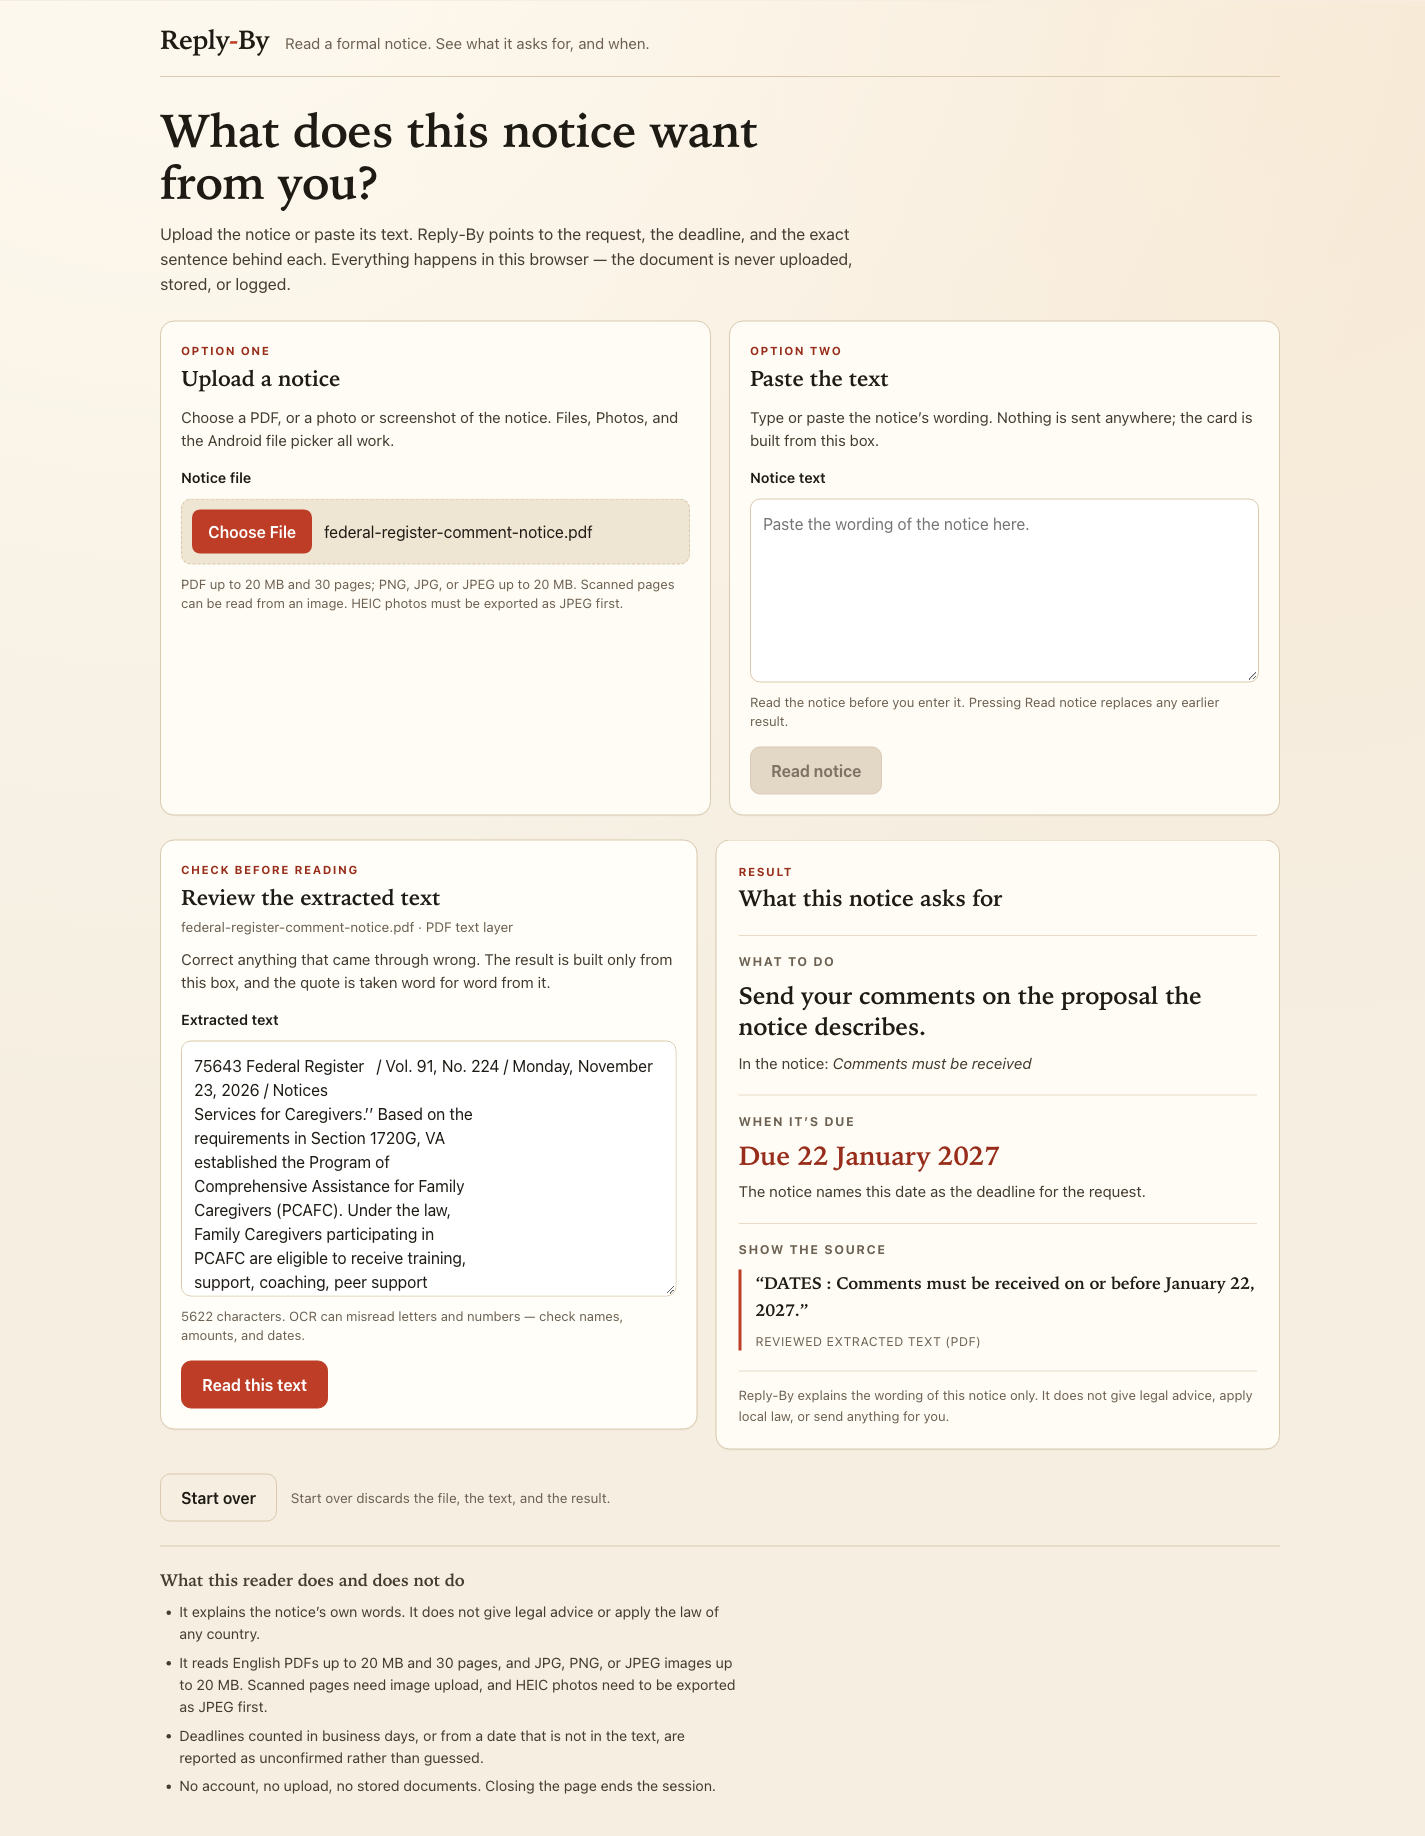 Reply-By Read a formal notice. See what it asks for, and when.
What does this notice want
from you?
Upload the notice or paste its text. Reply-By points to the request, the deadline, and the exact
sentence behind each. Everything happens in this browser — the document is never uploaded,
stored, or logged.
OPTION ONE
Upload a notice
Choose a PDF, or a photo or screenshot of the notice. Files, Photos, and
the Android file picker all work.
Notice file
Choose File federal-register-comment-notice.pdf
PDF up to 20 MB and 30 pages; PNG, JPG, or JPEG up to 20 MB. Scanned pages
can be read from an image. HEIC photos must be exported as JPEG first.
OPTION TWO
Paste the text
Type or paste the notice’s wording. Nothing is sent anywhere; the card is
built from this box.
Notice text
Paste the wording of the notice here.
Read the notice before you enter it. Pressing Read notice replaces any earlier
result.
Read notice
CHECK BEFORE READING
Review the extracted text
federal-register-comment-notice.pdf · PDF text layer
Correct anything that came through wrong. The result is built only from
this box, and the quote is taken word for word from it.
Extracted text
75643 Federal Register / Vol. 91, No. 224 / Monday, November
23, 2026 / Notices
Services for Caregivers.’’ Based on the
requirements in Section 1720G, VA
established the Program of
Comprehensive Assistance for Family
Caregivers (PCAFC). Under the law,
Family Caregivers participating in
PCAFC are eligible to receive training,
support, coaching, peer support
5622 characters. OCR can misread letters and numbers — check names,
amounts, and dates.
Read this text
RESULT
What this notice asks for
WHAT TO DO
Send your comments on the proposal the
notice describes.
In the notice: Comments must be received
WHEN IT’S DUE
Due 22 January 2027
The notice names this date as the deadline for the request.
SHOW THE SOURCE
“DATES : Comments must be received on or before January 22,
2027.”
REVIEWED EXTRACTED TEXT (PDF)
Reply-By explains the wording of this notice only. It does not give legal advice, apply
local law, or send anything for you.
Start over Start over discards the file, the text, and the result.
What this reader does and does not do
• It explains the notice’s own words. It does not give legal advice or apply the law of
any country.
• It reads English PDFs up to 20 MB and 30 pages, and JPG, PNG, or JPEG images up
to 20 MB. Scanned pages need image upload, and HEIC photos need to be exported
as JPEG first.
• Deadlines counted in business days, or from a date that is not in the text, are
reported as unconfirmed rather than guessed.
• No account, no upload, no stored documents. Closing the page ends the session.